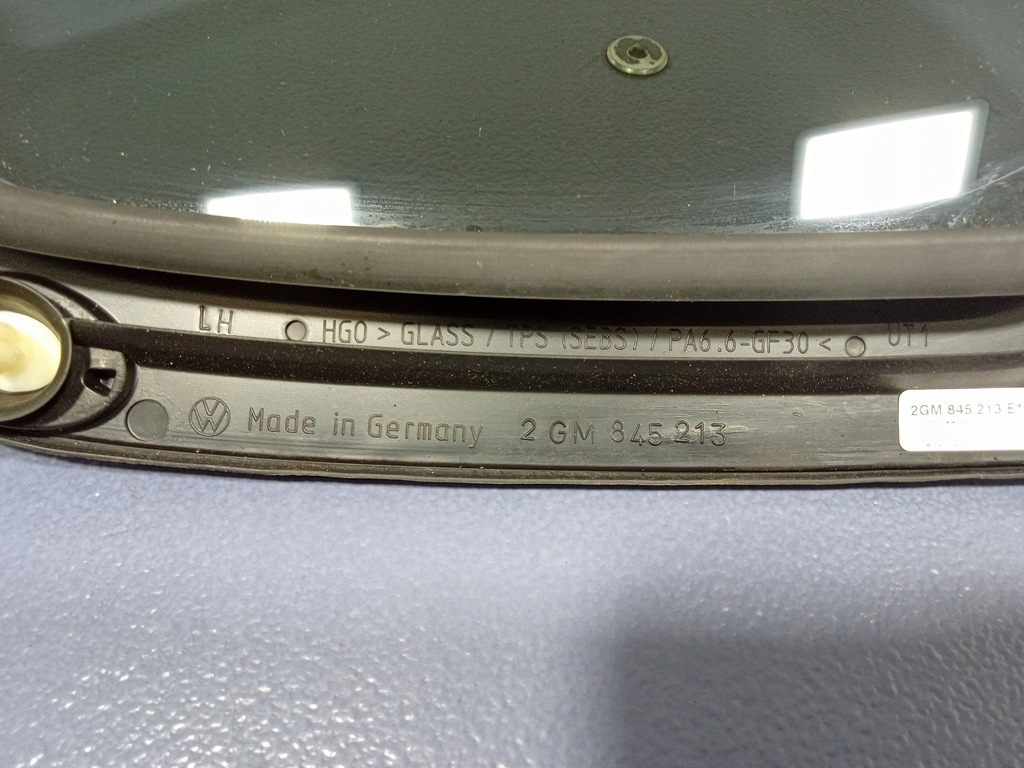 LH HGO > GLASS / TPS (SEBS) / PA6.6-GF30 < UT1
Made in Germany 2 GM 845 213
2GM 845 213